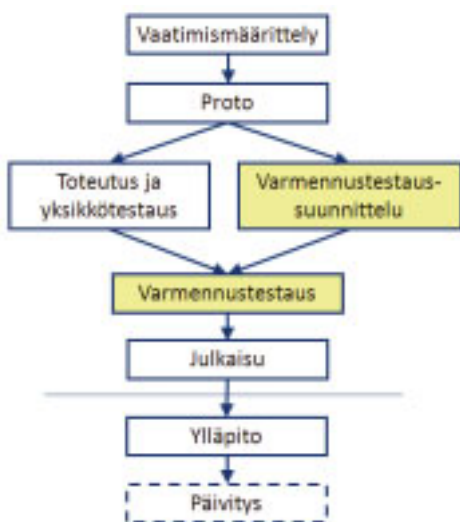 Vaatimismäärittely
Proto
Toteutus ja
yksikkötestaus
Varmennustestaus-
suunnittelu
Varmennustestaus
Julkaisu
Ylläpito
Päivitys